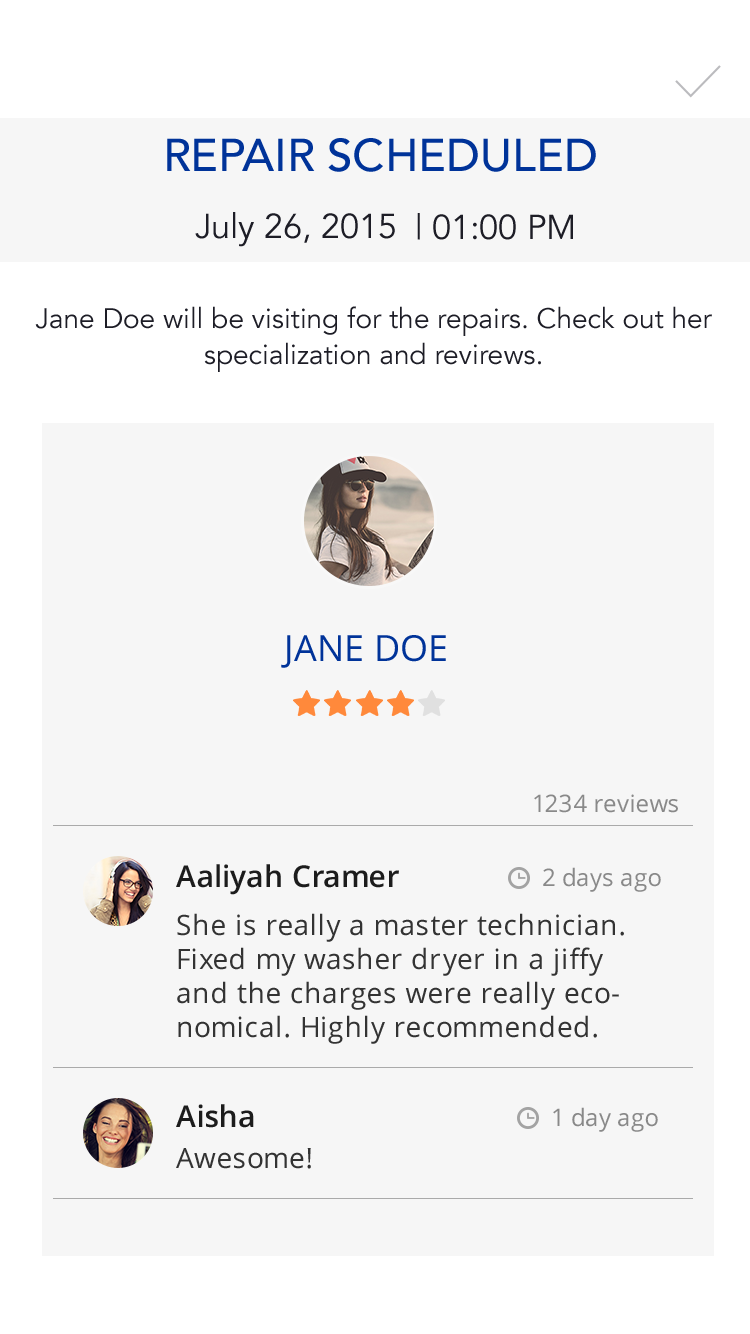 REPAIR SCHEDULED
July 26, 2015 | 01:00 PM
Jane Doe will be visiting for the repairs. Check out her
specialization and revirews.
JANE DOE
1234 reviews
Aaliyah Cramer 2 days ago
She is really a master technician.
Fixed my washer dryer in a jiffy
and the charges were really eco-
nomical. Highly recommended.
Aisha 1 day ago
Awesome!